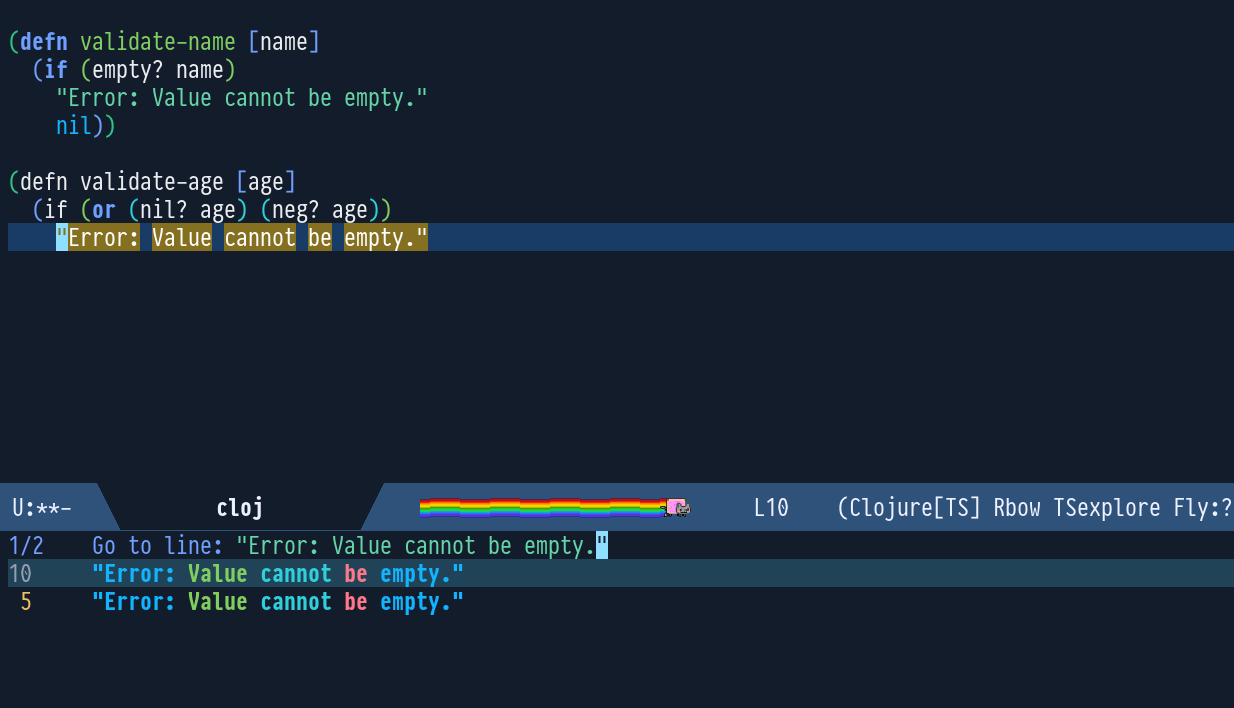 (defn validate-name [name]
  (if (empty? name)
    "Error: Value cannot be empty."
    nil))

(defn validate-age [age]
  (if (or (nil? age) (neg? age))
    "Error: Value cannot be empty."
U:**-  cloj  L10  (Clojure[TS] Rbow TSexplore Fly:?
1/2    Go to line: "Error: Value cannot be empty."
10     "Error: Value cannot be empty."
 5     "Error: Value cannot be empty."